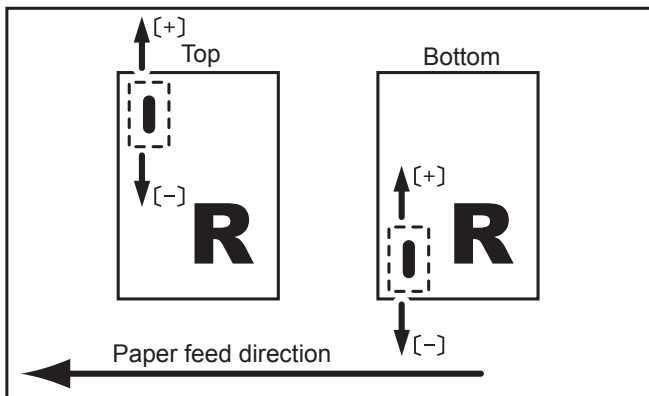 [+]
Top
Bottom
[-]
[+]
R
R
[-]
Paper feed direction